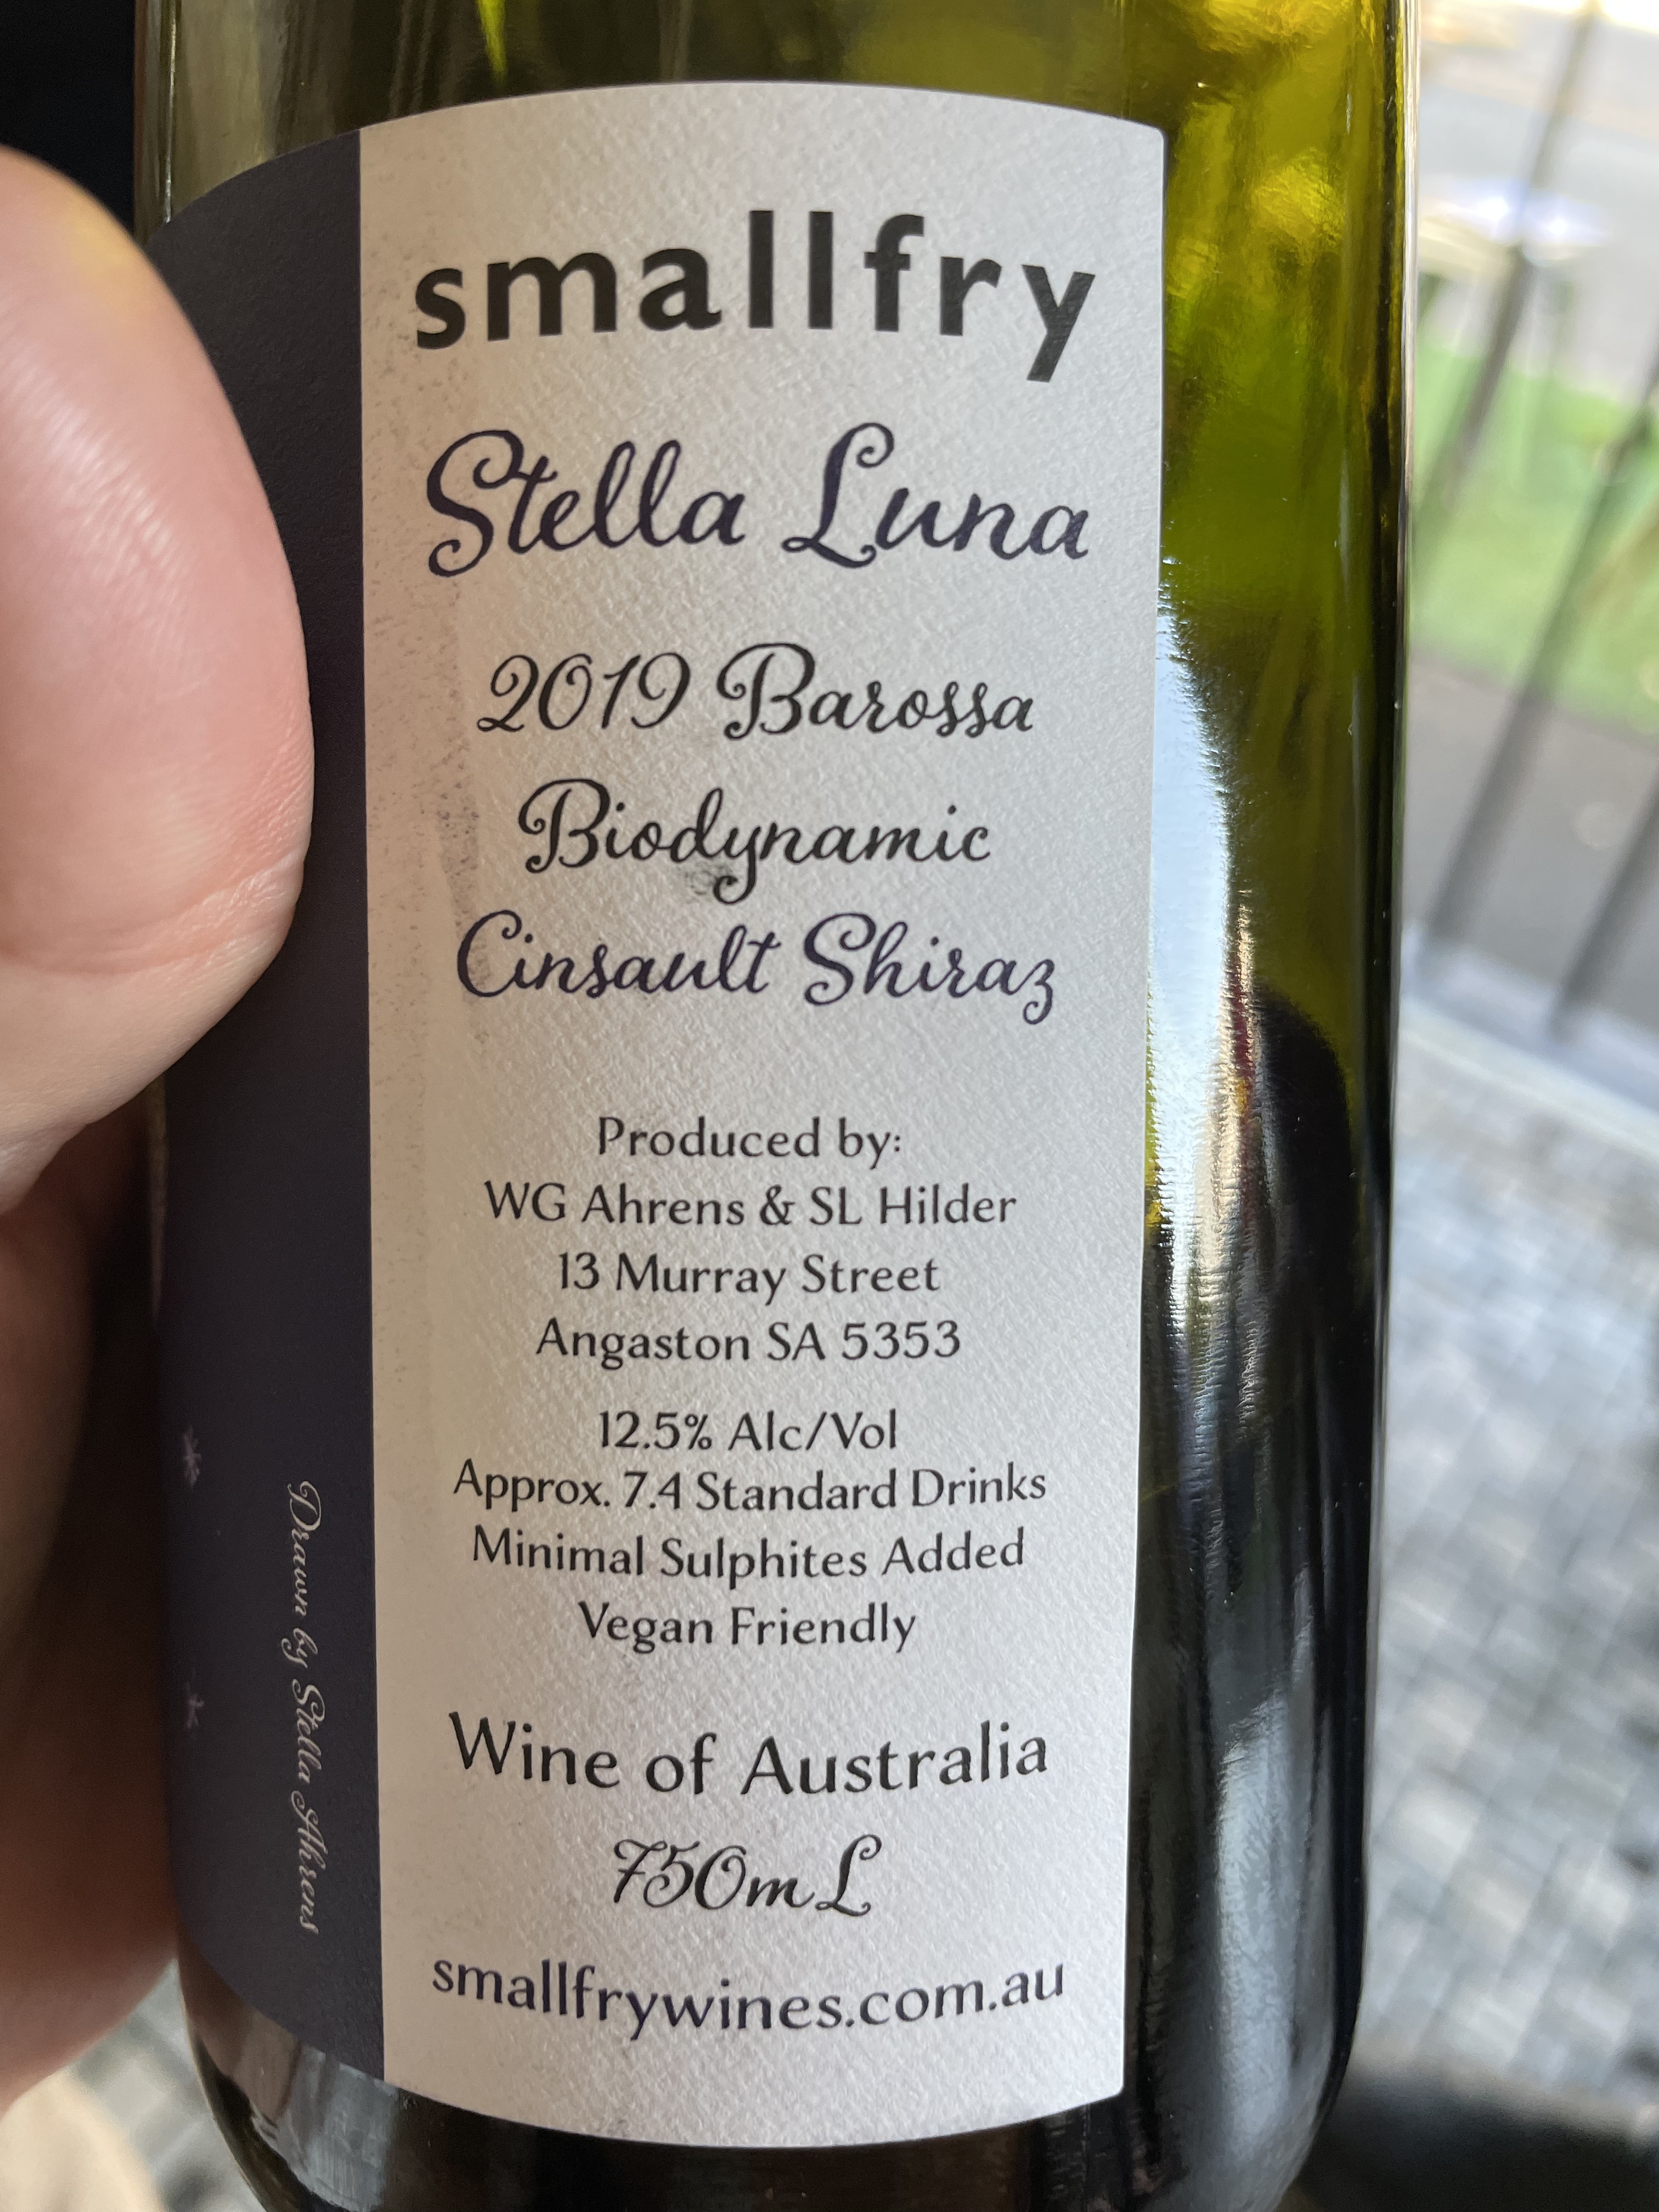 smallfry
Stella Luna
2019 Barossa
Biodynamic
Cinsault Shiraz
Produced by:
WG Ahrens & SL Hilder
13 Murray Street
Angaston SA 5353
12.5% Alc/Vol
Approx. 7.4 Standard Drinks
Minimal Sulphites Added
Vegan Friendly
Wine of Australia
750mL
smallfrywines.com.au
Drawn by Stella Ahrens